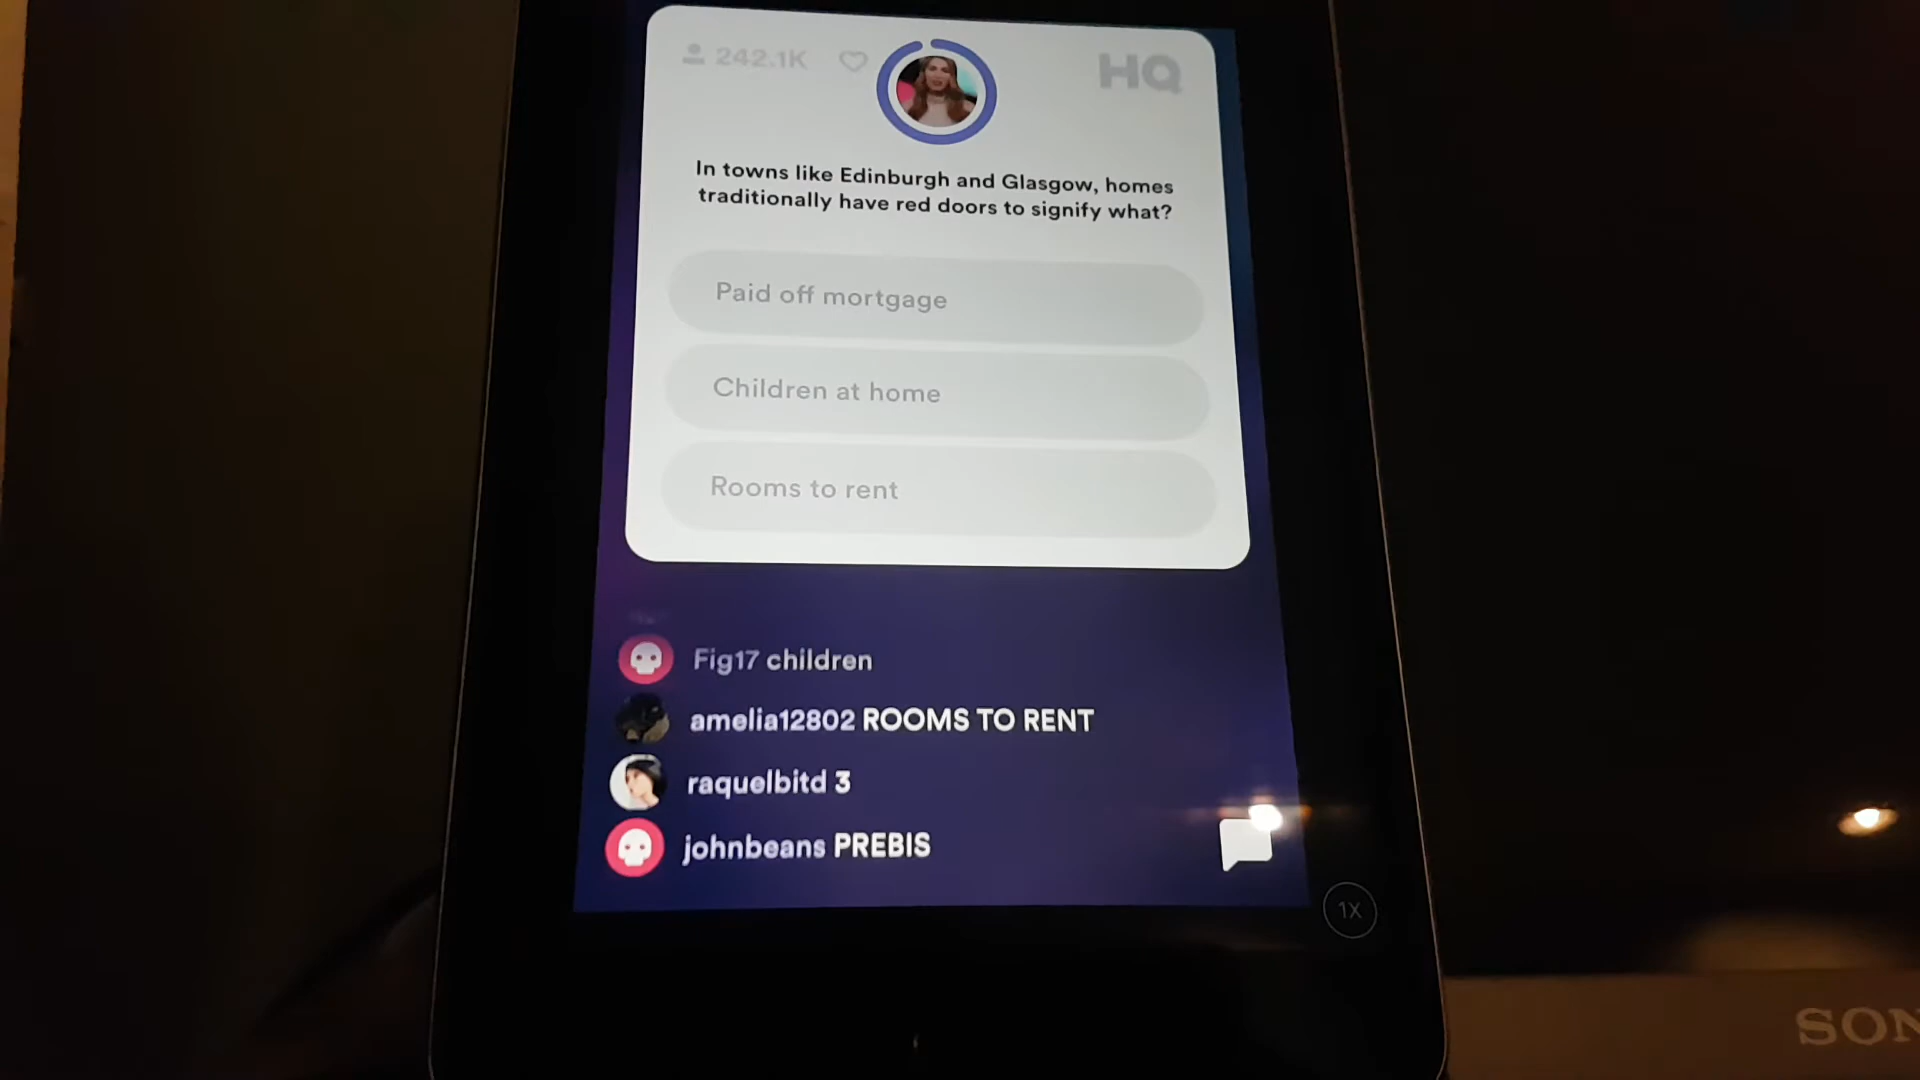 242.1K
HQ
In towns like Edinburgh and Glasgow, homes
traditionally have red doors to signify what?
Paid off mortgage
Children at home
Rooms to rent
Fig17 children
amelia12802 ROOMS TO RENT
raquelbitd 3
johnbeans PREBIS
1X
SON